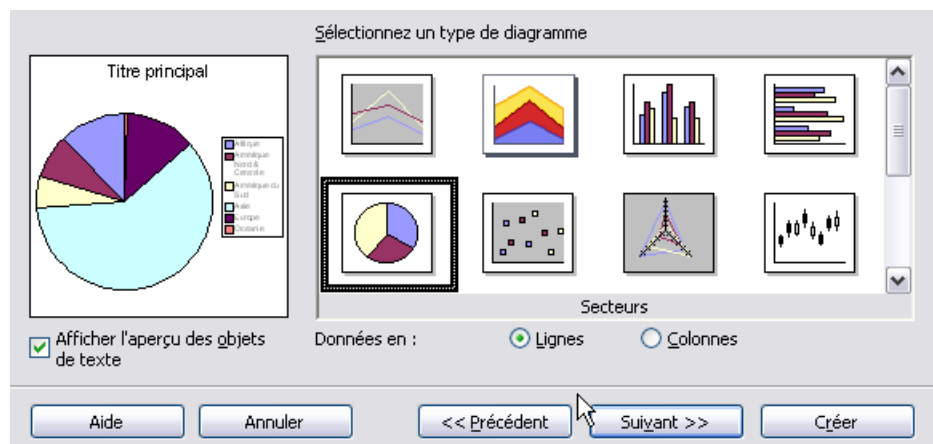 Sélectionnez un type de diagramme
Titre principal
Afrique
Amérique
Nord &
Centrale
Amérique du
Sud
Asie
Europe
Océanie
Secteurs
Afficher l'aperçu des objets
de texte
Données en :
Lignes
Colonnes
Aide
Annuler
<< Précédent
Suivant >>
Créer